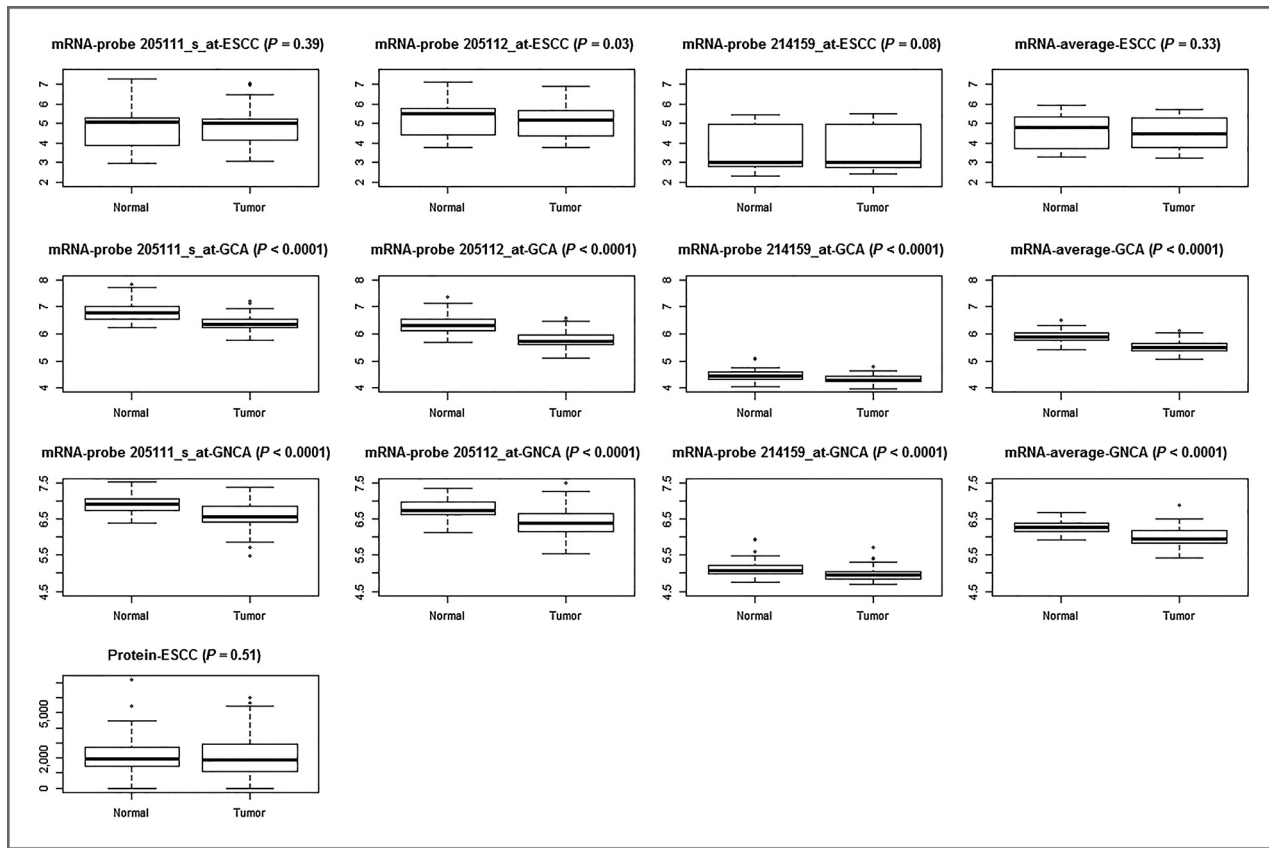 mRNA-probe 205111_s_at-ESCC (P = 0.39)
7
6
5
4
3
2
Normal
Tumor
mRNA-probe 205112_at-ESCC (P = 0.03)
7
6
5
4
3
2
Normal
Tumor
mRNA-probe 214159_at-ESCC (P = 0.08)
7
6
5
4
3
2
Normal
Tumor
mRNA-average-ESCC (P = 0.33)
7
6
5
4
3
2
Normal
Tumor
mRNA-probe 205111_s_at-GCA (P < 0.0001)
8
7
6
5
4
Normal
Tumor
mRNA-probe 205112_at-GCA (P < 0.0001)
8
7
6
5
4
Normal
Tumor
mRNA-probe 214159_at-GCA (P < 0.0001)
8
7
6
5
4
Normal
Tumor
mRNA-average-GCA (P < 0.0001)
8
7
6
5
4
Normal
Tumor
mRNA-probe 205111_s_at-GNCA (P < 0.0001)
7.5
6.5
5.5
4.5
Normal
Tumor
mRNA-probe 205112_at-GNCA (P < 0.0001)
7.5
6.5
5.5
4.5
Normal
Tumor
mRNA-probe 214159_at-GNCA (P < 0.0001)
7.5
6.5
5.5
4.5
Normal
Tumor
mRNA-average-GNCA (P < 0.0001)
7.5
6.5
5.5
4.5
Normal
Tumor
Protein-ESCC (P = 0.51)
5,000
2,000
0
Normal
Tumor